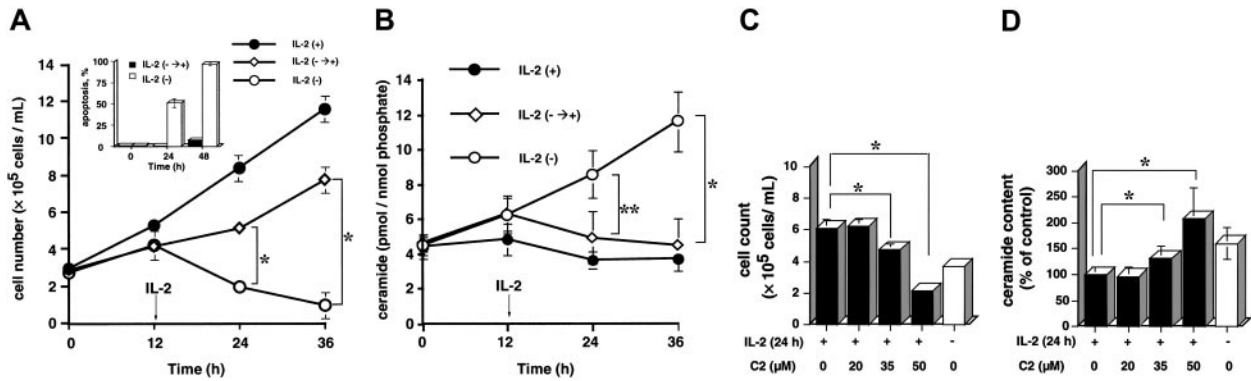 A
IL-2 (+)
IL-2 (- →+)
IL-2 (-)
apoptosis, %
100
75
50
25
0
IL-2 (- →+)
IL-2 (-)
0 24 48
Time (h)
cell number (× 10⁵ cells / mL)
14
12
10
8
6
4
2
0
*
*
IL-2
0 12 24 36
Time (h)
B
IL-2 (+)
IL-2 (- →+)
IL-2 (-)
ceramide (pmol / nmol phosphate)
14
12
10
8
6
4
2
0
**
*
IL-2
0 12 24 36
Time (h)
C
cell count
(× 10⁵ cells/ mL)
10
8
6
4
2
0
*
*
IL-2 (24 h) + + + + -
C2 (μM) 0 20 35 50 0
D
ceramide content
(% of control)
300
250
200
150
100
50
0
*
*
IL-2 (24 h) + + + + -
C2 (μM) 0 20 35 50 0